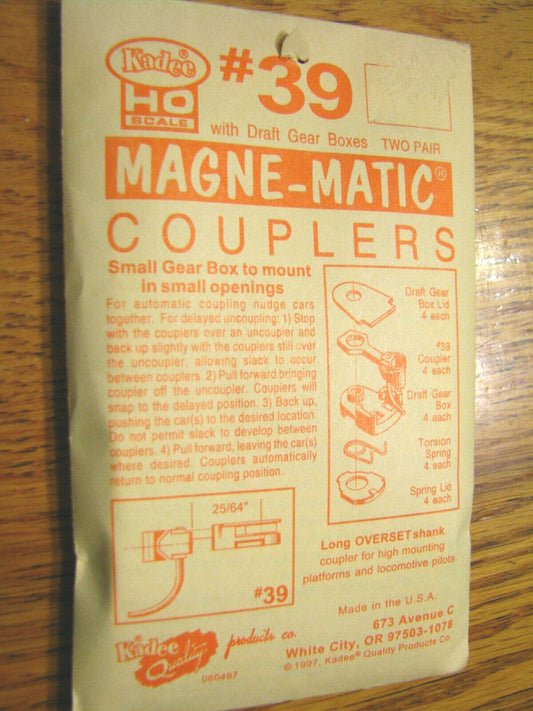 Kadee®
HO
SCALE
#39
with Draft Gear Boxes TWO PAIR
MAGNE-MATIC®
COUPLERS
Small Gear Box to mount
in small openings
For automatic coupling nudge cars
together. For delayed uncoupling: 1) Stop
with the couplers over an uncoupler and
back up slightly with the couplers still over
the uncoupler, allowing slack to occur
between couplers. 2) Pull forward bringing
coupler off the uncoupler. Couplers will
snap to the delayed position. 3) Back up,
pushing the car(s) to the desired location.
Do not permit slack to develop between
couplers. 4) Pull forward, leaving the car(s)
where desired. Couplers automatically
return to normal coupling position.
Draft Gear
Box Lid
4 each
#39
Coupler
4 each
Draft Gear
Box
4 each
Torsion
Spring
4 each
Spring Lid
4 each
25/64"
#39
Long OVERSET shank
coupler for high mounting
platforms and locomotive pilots
Kadee
Quality
products co.
060497
Made in the U.S.A.
673 Avenue C
White City, OR 97503-1078
© 1997, Kadee® Quality Products Co.